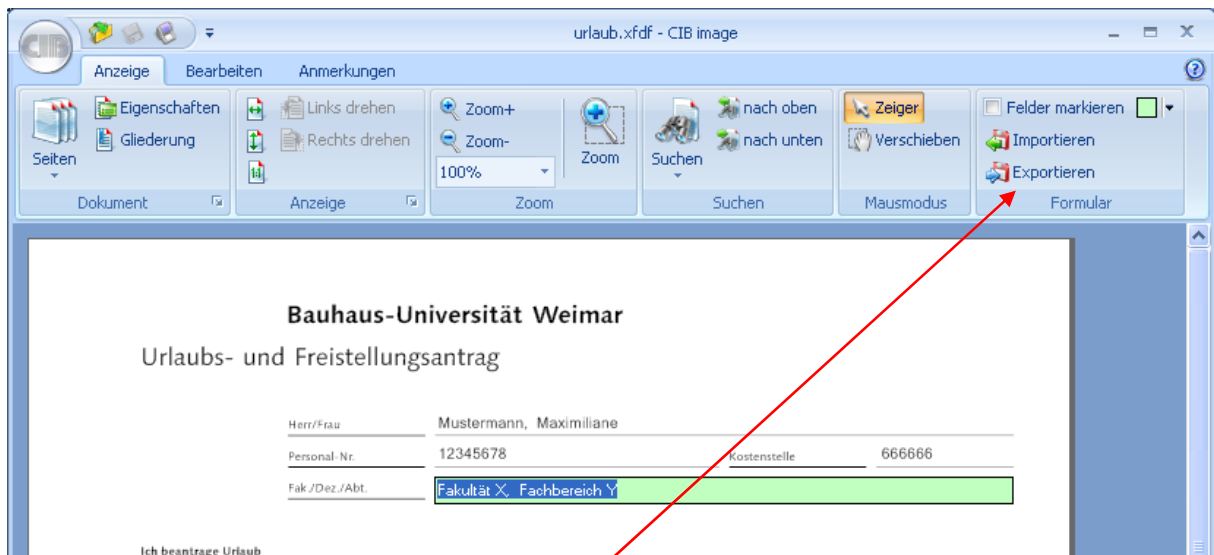 CIB
urlaub.xfdf - CIB image
Anzeige Bearbeiten Anmerkungen
Seiten
Eigenschaften
Gliederung
Dokument
Links drehen
Rechts drehen
Anzeige
Zoom+
Zoom-
100%
Zoom
Zoom
Suchen
nach oben
nach unten
Suchen
Zeiger
Verschieben
Mausmodus
Felder markieren
Importieren
Exportieren
Formular
Bauhaus-Universität Weimar
Urlaubs- und Freistellungsantrag
Herr/Frau Mustermann, Maximiliane
Personal-Nr. 12345678 Kostenstelle 666666
Fak./Dez./Abt. Fakultät X, Fachbereich Y
Ich beantrage Urlaub